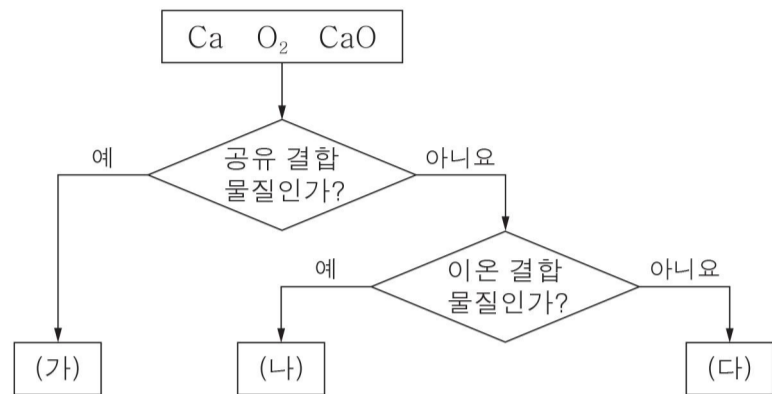 Ca O₂ CaO
공유 결합
물질인가?
예
아니요
이온 결합
물질인가?
예
아니요
(가)
(나)
(다)